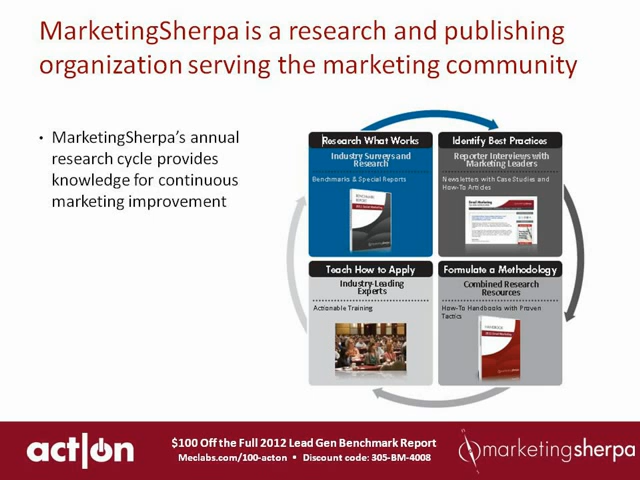 MarketingSherpa is a research and publishing
organization serving the marketing community
• MarketingSherpa's annual
research cycle provides
knowledge for continuous
marketing improvement
Research What Works
Industry Surveys and
Research
Benchmarks & Special Reports
Identify Best Practices
Reporter Interviews with
Marketing Leaders
Newsletters with Case Studies and
How-To Articles
Teach How to Apply
Industry-Leading
Experts
Actionable Training
Formulate a Methodology
Combined Research
Resources
How-To Handbooks with Proven
Tactics
HANDBOOK
act|on
$100 Off the Full 2012 Lead Gen Benchmark Report
Meclabs.com/100-acton ▪ Discount code: 305-BM-4008
marketingsherpa